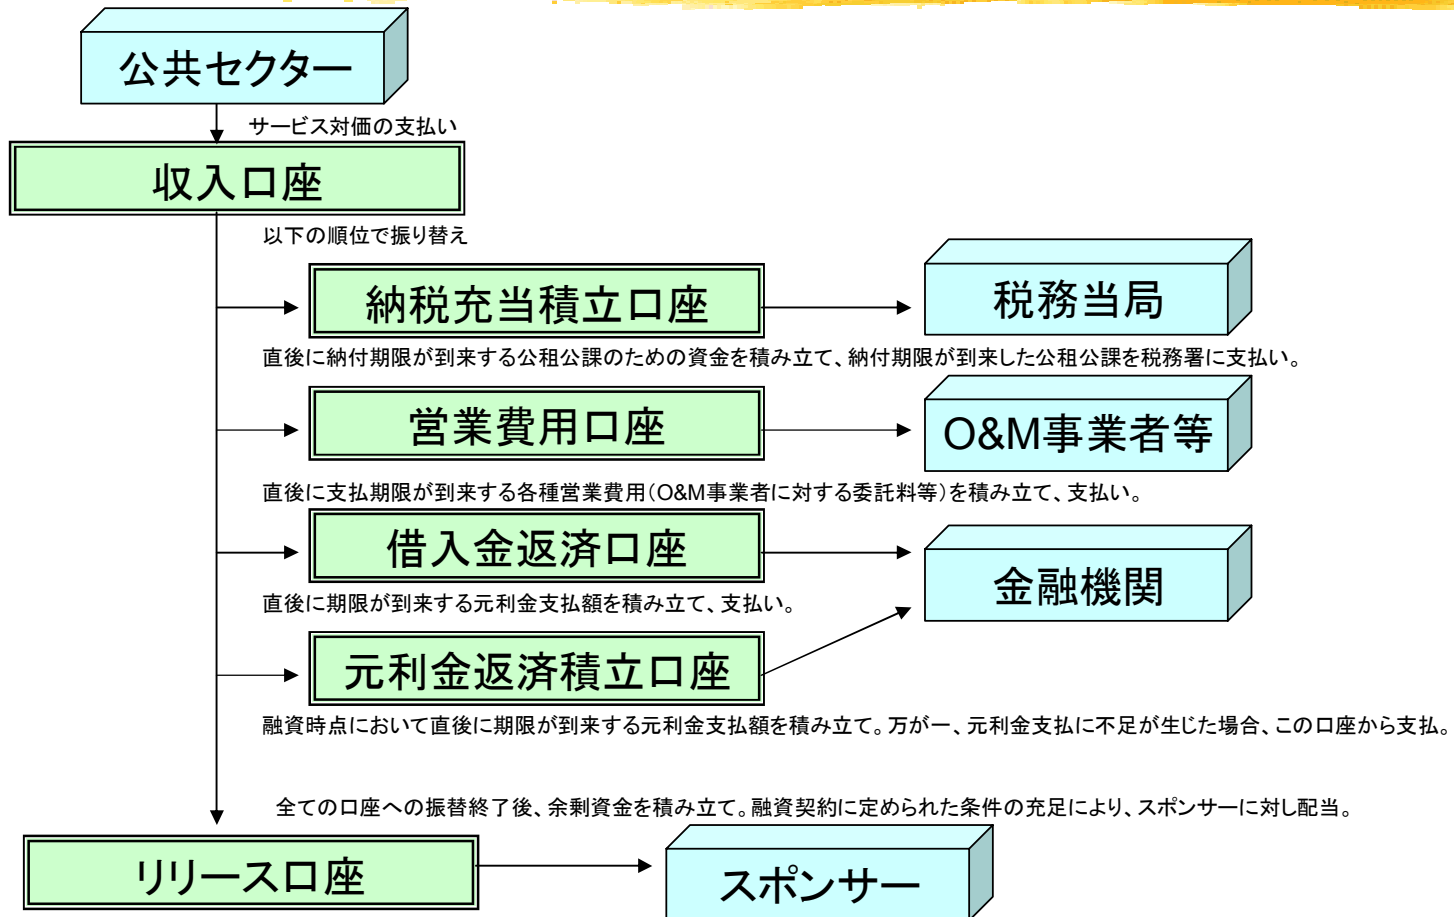 公共セクター
サービス対価の支払い
収入口座
以下の順位で振り替え
納税充当積立口座
税務当局
直後に納付期限が到来する公租公課のための資金を積み立て、納付期限が到来した公租公課を税務署に支払い。
営業費用口座
O&M事業者等
直後に支払期限が到来する各種営業費用(O&M事業者に対する委託料等)を積み立て、支払い。
借入金返済口座
金融機関
直後に期限が到来する元利金支払額を積み立て、支払い。
元利金返済積立口座
融資時点において直後に期限が到来する元利金支払額を積み立て。万が一、元利金支払に不足が生じた場合、この口座から支払。
全ての口座への振替終了後、余剰資金を積み立て。融資契約に定められた条件の充足により、スポンサーに対し配当。
リリース口座
スポンサー